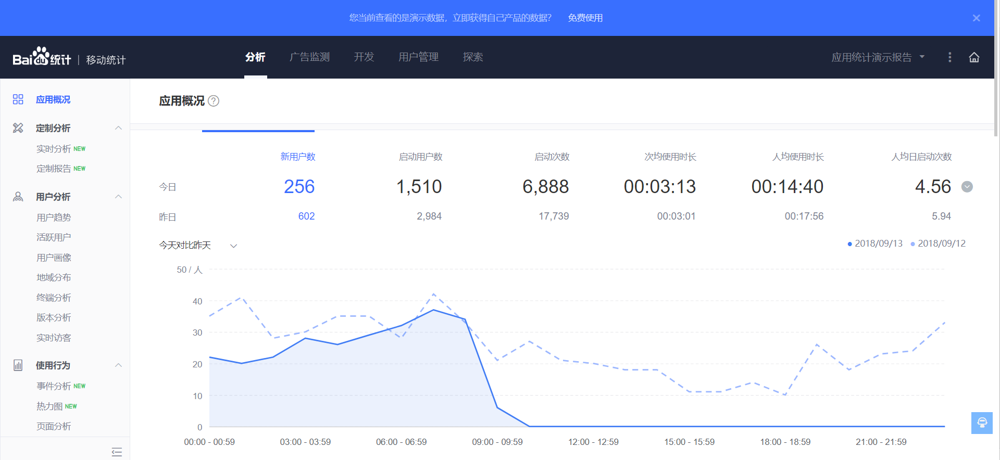 您当前查看的是演示数据，立即获得自己产品的数据? 免费使用
Baidu统计 | 移动统计
分析 广告监测 开发 用户管理 探索
应用统计演示报告
应用概况
定制分析
实时分析 NEW
定制报告 NEW
用户分析
用户趋势
活跃用户
用户画像
地域分布
终端分析
版本分析
实时访客
使用行为
事件分析 NEW
热力图 NEW
页面分析
应用概况 ?
新用户数 启动用户数 启动次数 次均使用时长 人均使用时长 人均日启动次数
今日 256 1,510 6,888 00:03:13 00:14:40 4.56
昨日 602 2,984 17,739 00:03:01 00:17:56 5.94
今天对比昨天
2018/09/13 2018/09/12
50 / 人
40
30
20
10
0
00:00 - 00:59 03:00 - 03:59 06:00 - 06:59 09:00 - 09:59 12:00 - 12:59 15:00 - 15:59 18:00 - 18:59 21:00 - 21:59